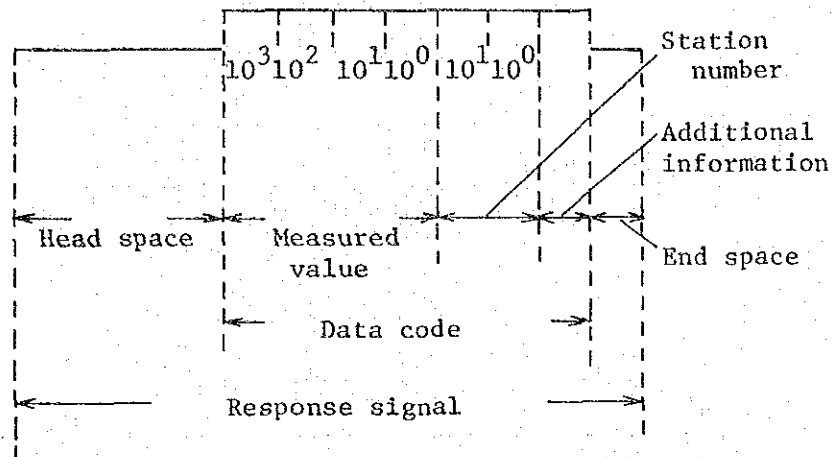 10³ 10² 10¹ 10⁰ 10¹ 10⁰
Station
number
Additional
information
Head space
Measured
value
End space
Data code
Response signal